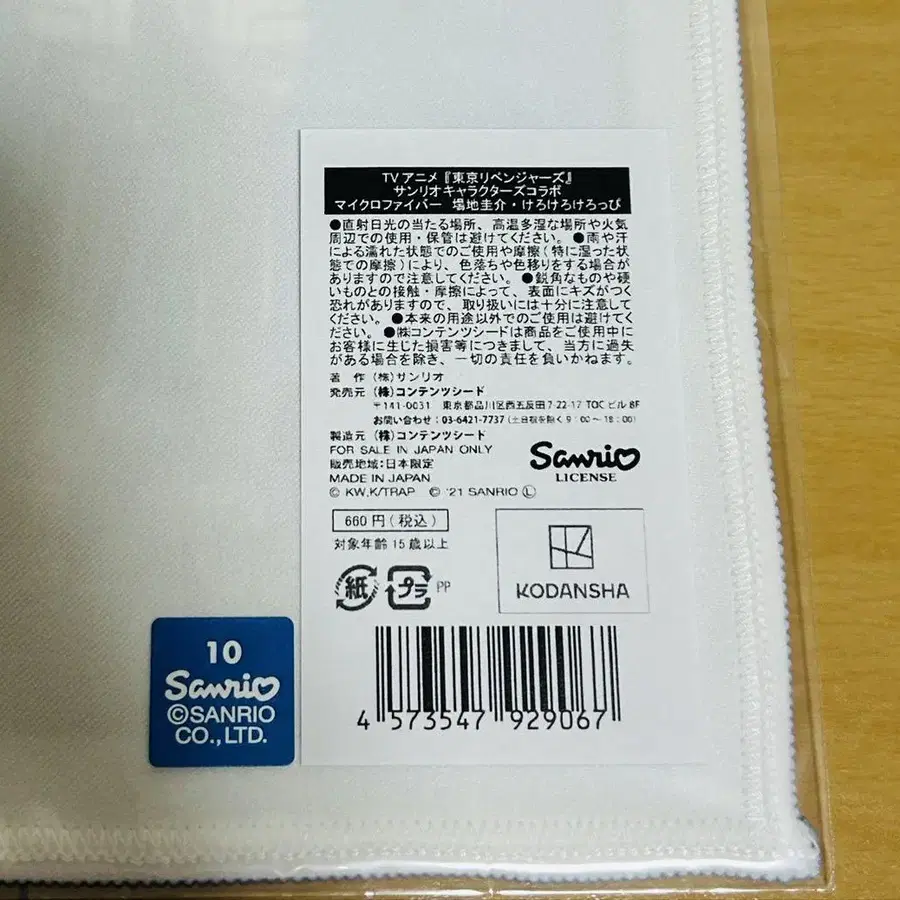 TV アニメ『東京リベンジャーズ』
サンリオキャラクターズコラボ
マイクロファイバー 場地圭介・けろけろけろっぴ
●直射日光の当たる場所、高温多湿な場所や火気
周辺での使用・保管は避けてください。●雨や汗
による濡れた状態でのご使用や摩擦(特に湿った状
態での摩擦)により、色落ちや色移りをする場合が
ありますので注意してください。●鋭角なものや硬
いものとの接触・摩擦によって、表面にキズがつく
恐れがありますので、取り扱いには十分に注意して
ください。●本来の用途以外でのご使用は避けてく
ださい。●㈱コンテンツシードは商品をご使用中に
お客様に生じた損害等につきまして、当方に過失
がある場合を除き、一切の責任を負いかねます。
著 作 (株)サンリオ
発売元 (株)コンテンツシード
〒141-0031 東京都品川区西五反田7-22-17 TOC ビル 8F
お問い合わせ:03-6421-7737 (土日祝を除く 9:00〜18:00)
製造元 (株)コンテンツシード
FOR SALE IN JAPAN ONLY
販売地域:日本限定
MADE IN JAPAN
© KW,K/TRAP © '21 SANRIO Ⓛ
Sanrio
LICENSE
660 円(税込)
対象年齢 15 歳以上
紙
プラ
PP
KODANSHA
4 573547 929067
10
Sanrio
©SANRIO
CO.,LTD.